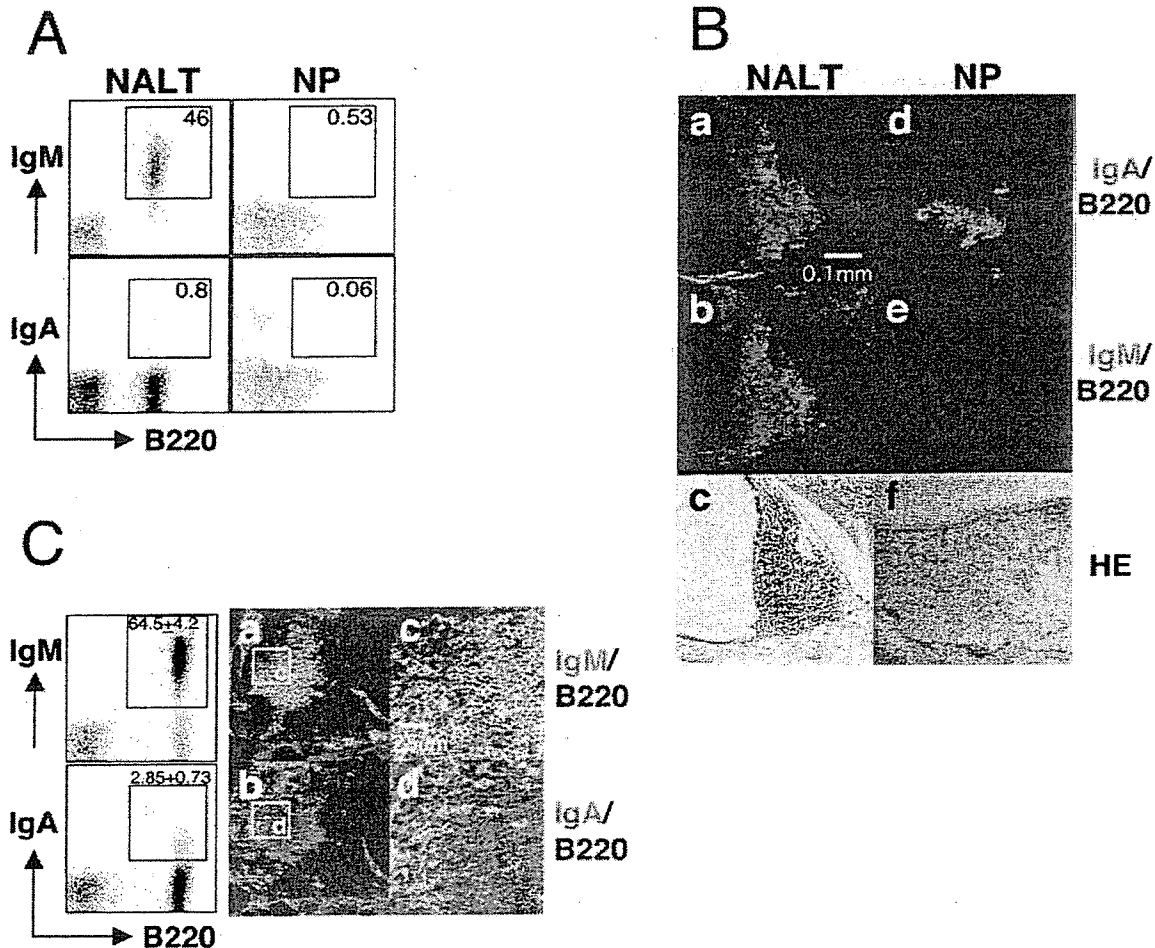 A
NALT NP
IgM
46
0.53
IgA
0.8
0.06
B220
B
NALT NP
a
d
IgA/
B220
0.1mm
b
e
IgM/
B220
c
f
HE
C
IgM
64.5±4.2
a
c
IgM/
B220
IgA
2.85±0.73
b
d
d
IgA/
B220
B220